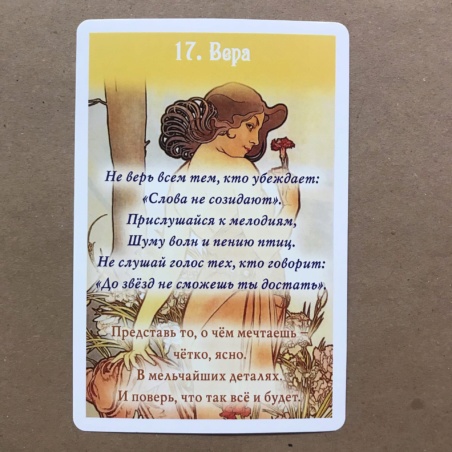 17. Вера
Не верь всем тем, кто убеждает:
«Слова не созидают».
Прислушайся к мелодиям,
Шуму волн и пению птиц.
Не слушай голос тех, кто говорит:
«До звёзд не сможешь ты достать».
Представь то, о чём мечтаешь -
чётко, ясно.
В мельчайших деталях.
И поверь, что так всё и будет.